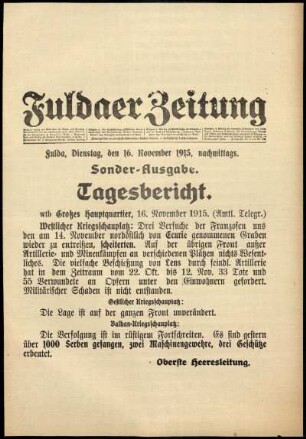 Fuldaer Zeitung
Fulda, Dienstag, den 16. November 1915, nachmittags.
Sonder-Ausgabe.
Tagesbericht.
wtb Großes Hauptquartier, 16. November 1915. (Amtl. Telegr.)
Westlicher Kriegsschauplatz: Drei Versuche der Franzosen uns
den am 14. November nordöstlich von Ecurie genommenen Graben
wieder zu entreißen, scheiterten. Auf der übrigen Front außer
Artillerie- und Minenkämpfen an verschiedenen Plätzen nichts Wesent-
liches. Die vielfache Beschießung von Lens durch feindl. Artillerie
hat in dem Zeitraum vom 22. Okt. bis 12. Nov. 33 Tote und
55 Verwundete an Opfern unter den Einwohnern gefordert.
Militärischer Schaden ist nicht entstanden.
Oestlicher Kriegsschauplatz:
Die Lage ist auf der ganzen Front unverändert.
Balkan-Kriegsschauplatz:
Die Verfolgung ist im rüstigem Fortschreiten. Es sind gestern
über 1000 Serben gefangen, zwei Maschinengewehre, drei Geschütze
erbeutet.
Oberste Heeresleitung.